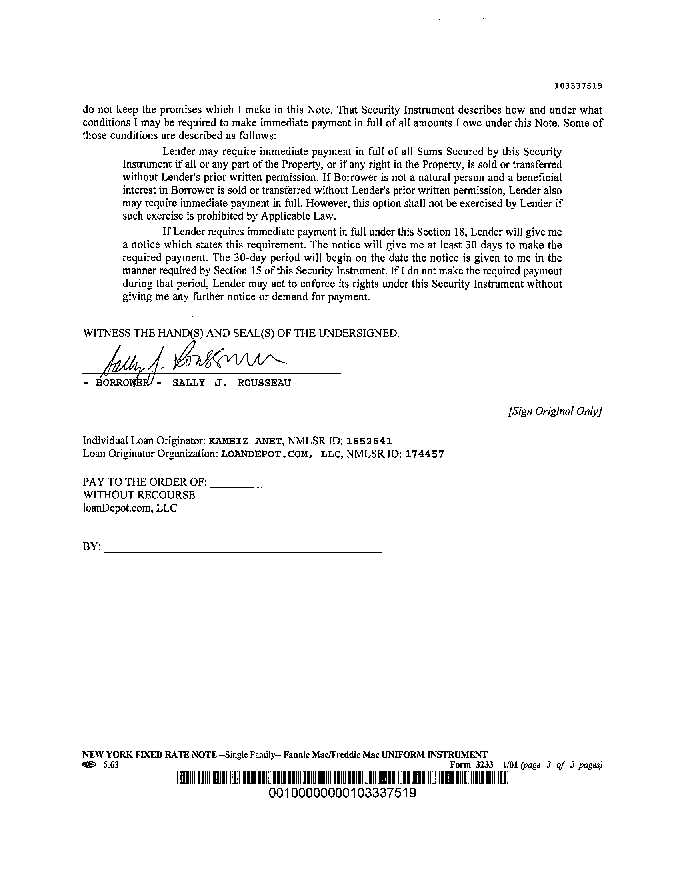 103337519
do not keep the promises which I make in this Note. That Security Instrument describes how and under what
conditions I may be required to make immediate payment in full of all amounts I owe under this Note. Some of
those conditions are described as follows:
Lender may require immediate payment in full of all Sums Secured by this Security
Instrument if all or any part of the Property, or if any right in the Property, is sold or transferred
without Lender's prior written permission. If Borrower is not a natural person and a beneficial
interest in Borrower is sold or transferred without Lender's prior written permission, Lender also
may require immediate payment in full. However, this option shall not be exercised by Lender if
such exercise is prohibited by Applicable Law.
If Lender requires immediate payment in full under this Section 18, Lender will give me
a notice which states this requirement. The notice will give me at least 30 days to make the
required payment. The 30-day period will begin on the date the notice is given to me in the
manner required by Section 15 of this Security Instrument. If I do not make the required payment
during that period, Lender may act to enforce its rights under this Security Instrument without
giving me any further notice or demand for payment.
WITNESS THE HAND(S) AND SEAL(S) OF THE UNDERSIGNED.
Sally J. Rousseau
- BORROWER - SALLY J. ROUSSEAU
[Sign Original Only]
Individual Loan Originator: KAMBIZ ANET, NMLSR ID:
Loan Originator Organization: LOANDEPOT.COM, LLC, NMLSR ID: 174457
PAY TO THE ORDER OF:
WITHOUT RECOURSE
loanDepot.com, LLC
BY:
NEW YORK FIXED RATE NOTE –Single Family– Fannie Mae/Freddie Mac UNIFORM INSTRUMENT
5.63 Form 3233 1/01 (page 3 of 3 pages)
00100000000103337519